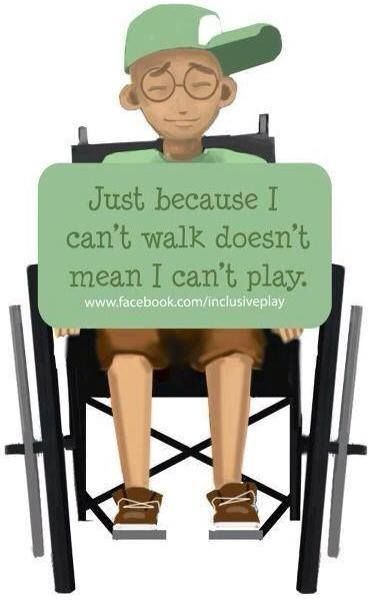 Just because I
can't walk doesn't
mean I can't play.
www.facebook.com/inclusiveplay